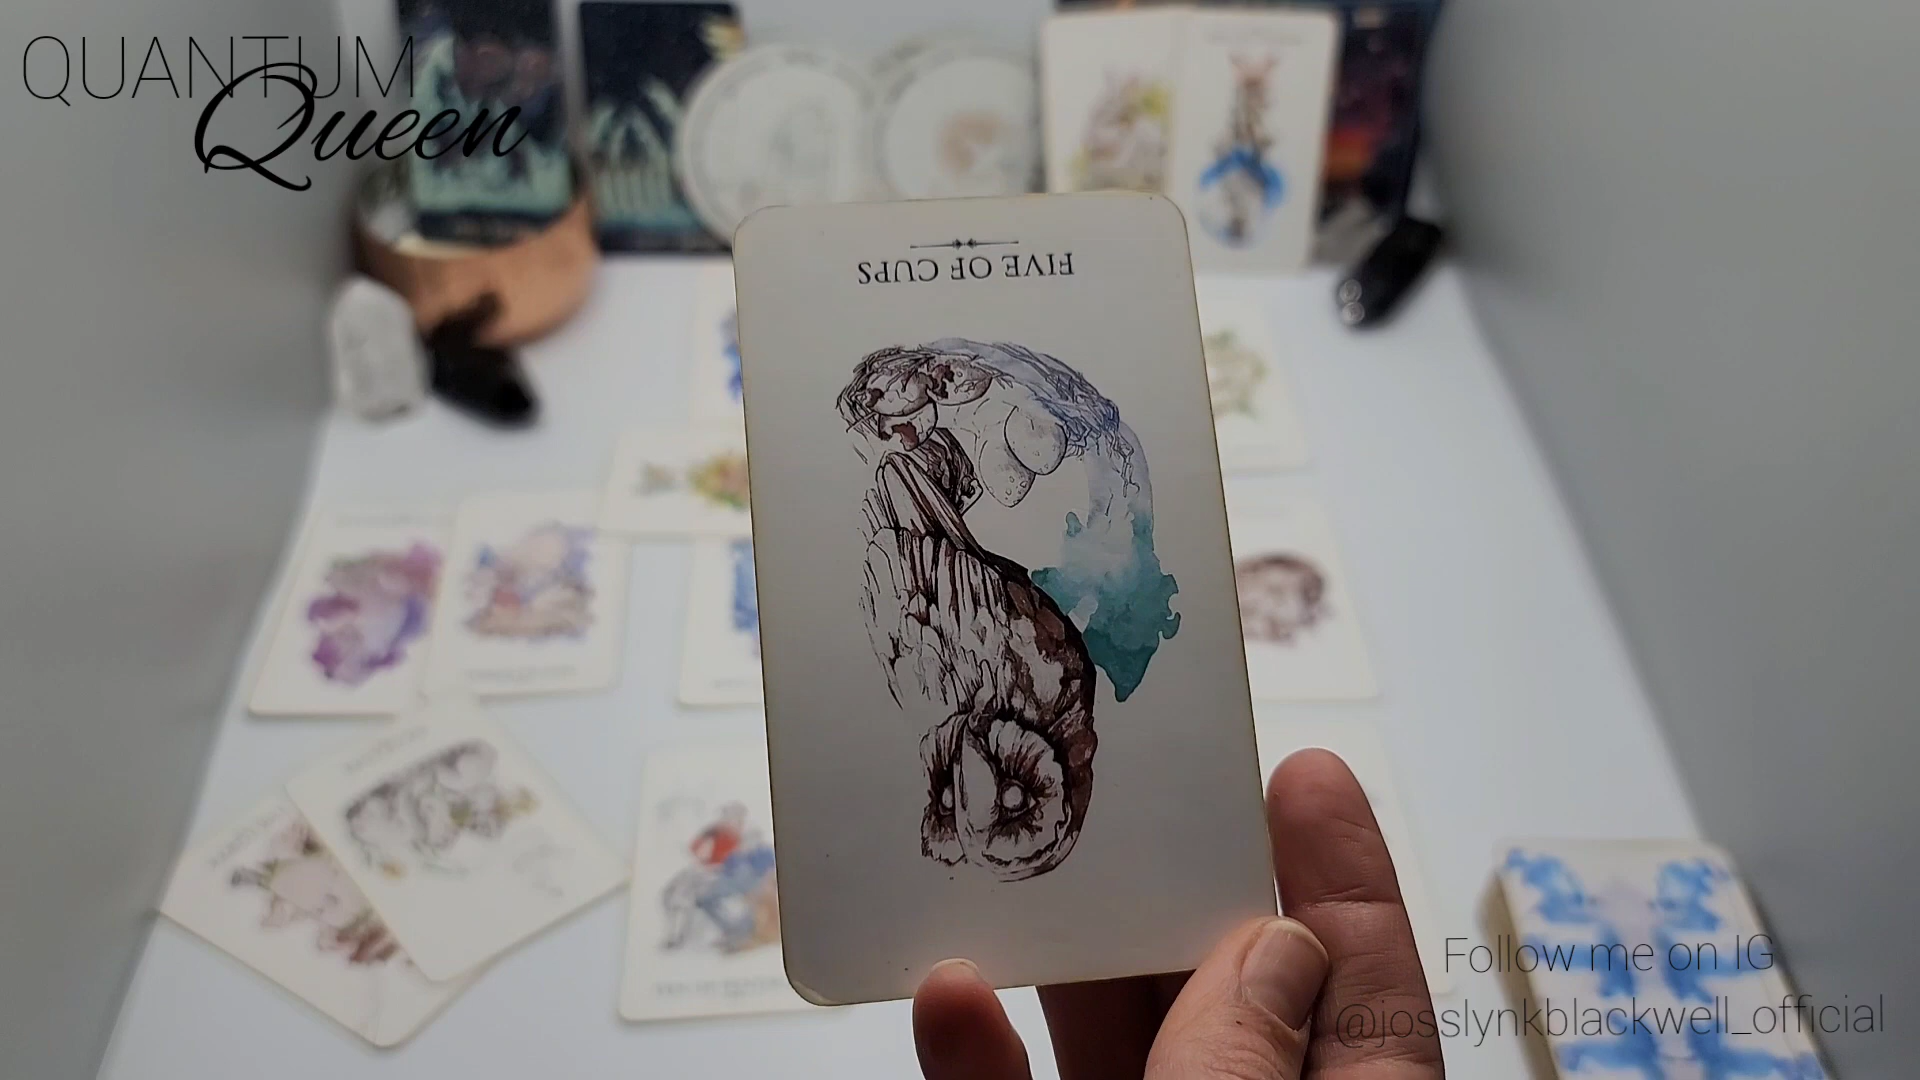 QUANTUM
Queen
FIVE OF CUPS
Follow me on IG
@josslynkblackwell_official